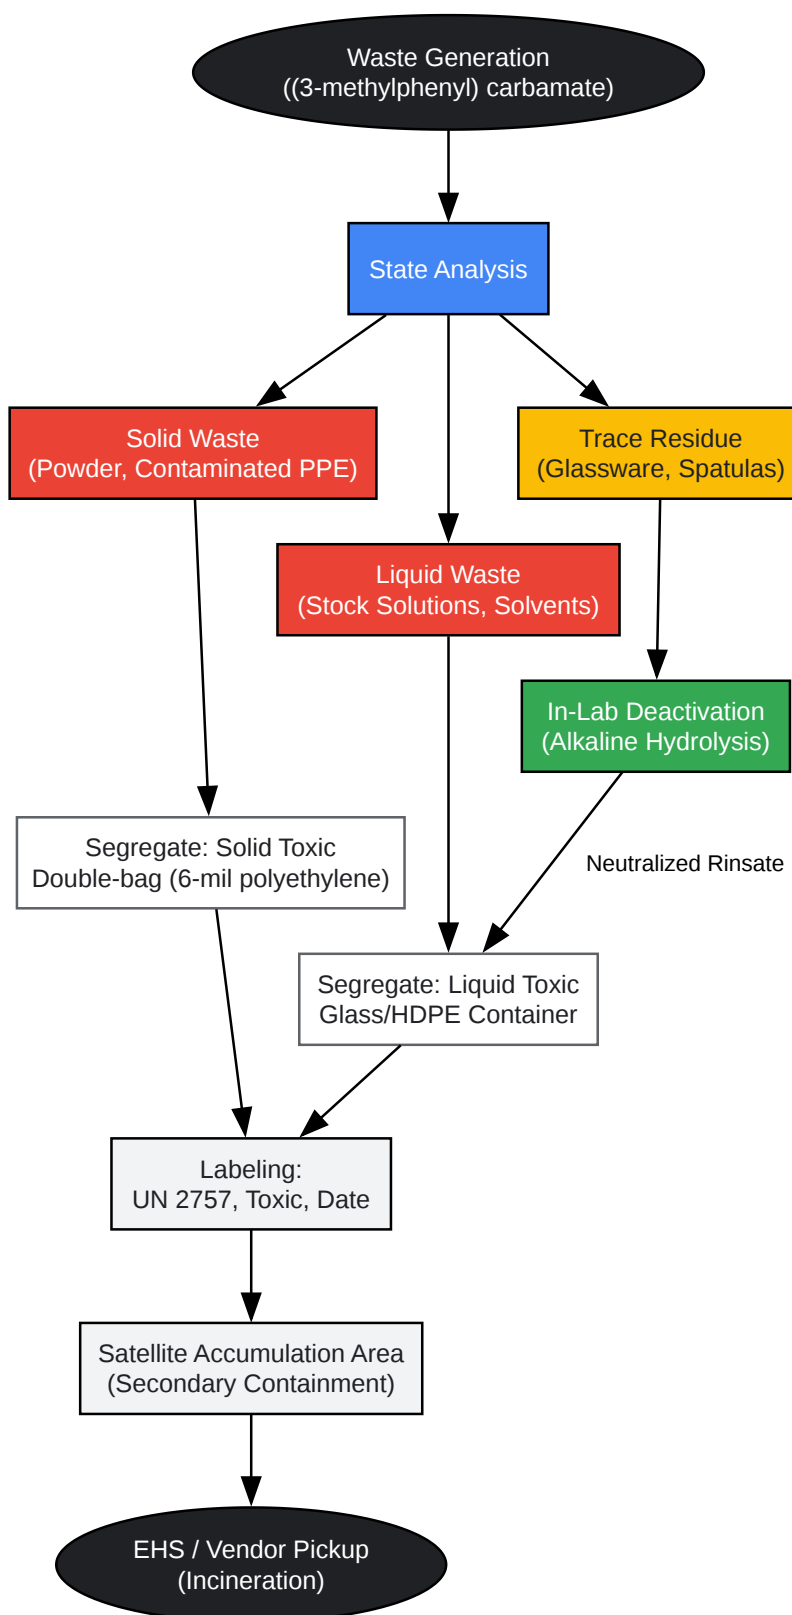 Waste Generation
((3-methylphenyl) carbamate)
State Analysis
Solid Waste
(Powder, Contaminated PPE)
Trace Residue
(Glassware, Spatulas)
Liquid Waste
(Stock Solutions, Solvents)
In-Lab Deactivation
(Alkaline Hydrolysis)
Segregate: Solid Toxic
Double-bag (6-mil polyethylene)
Neutralized Rinsate
Segregate: Liquid Toxic
Glass/HDPE Container
Labeling:
UN 2757, Toxic, Date
Satellite Accumulation Area
(Secondary Containment)
EHS / Vendor Pickup
(Incineration)